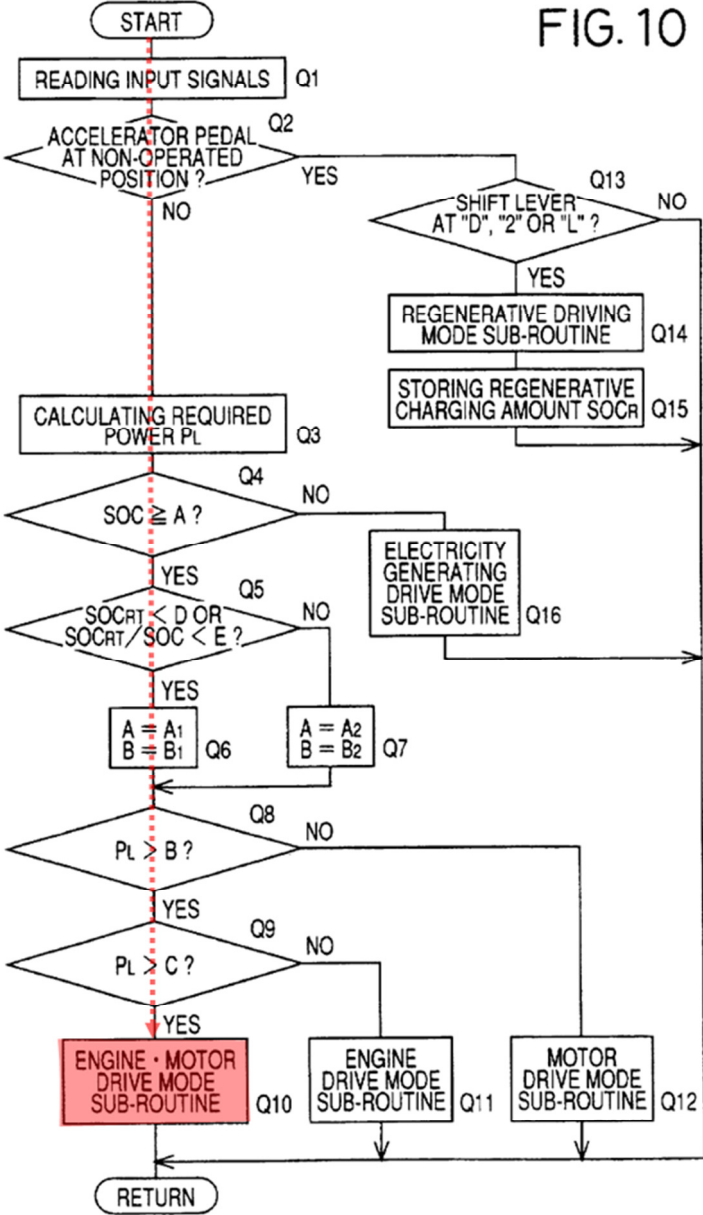 FIG. 10
START
READING INPUT SIGNALS Q1
Q2
ACCELERATOR PEDAL
AT NON-OPERATED
POSITION ?
YES
NO
Q13
SHIFT LEVER
AT "D", "2" OR "L" ?
NO
YES
REGENERATIVE DRIVING
MODE SUB-ROUTINE Q14
STORING REGENERATIVE
CHARGING AMOUNT SOCR Q15
CALCULATING REQUIRED
POWER PL Q3
Q4
SOC ≧ A ?
NO
YES
ELECTRICITY
GENERATING
DRIVE MODE
SUB-ROUTINE Q16
Q5
SOCRT < D OR
SOCRT/SOC < E ?
NO
YES
A = A1
B = B1 Q6
A = A2
B = B2 Q7
Q8
PL > B ?
NO
YES
Q9
PL > C ?
NO
YES
ENGINE・MOTOR
DRIVE MODE
SUB-ROUTINE Q10
ENGINE
DRIVE MODE
SUB-ROUTINE Q11
MOTOR
DRIVE MODE
SUB-ROUTINE Q12
RETURN